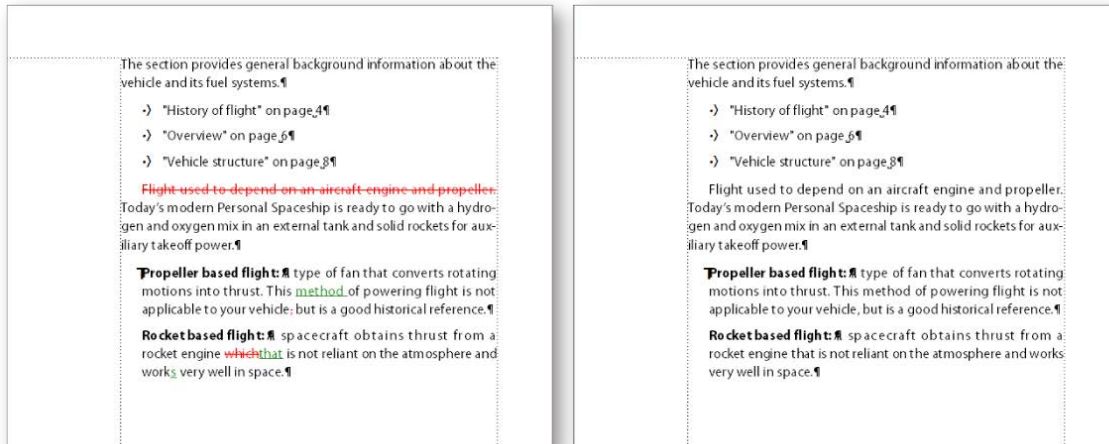 The section provides general background information about the
vehicle and its fuel systems.¶
•) "History of flight" on page 4¶
•) "Overview" on page 6¶
•) "Vehicle structure" on page 8¶
Flight used to depend on an aircraft engine and propeller.
Today's modern Personal Spaceship is ready to go with a hydro-
gen and oxygen mix in an external tank and solid rockets for aux-
iliary takeoff power.¶
Propeller based flight: ¶ type of fan that converts rotating
motions into thrust. This method of powering flight is not
applicable to your vehicle; but is a good historical reference.¶
Rocket based flight: ¶ spacecraft obtains thrust from a
rocket engine whichthat is not reliant on the atmosphere and
works very well in space.¶
The section provides general background information about the
vehicle and its fuel systems.¶
•) "History of flight" on page 4¶
•) "Overview" on page 6¶
•) "Vehicle structure" on page 8¶
Flight used to depend on an aircraft engine and propeller.
Today's modern Personal Spaceship is ready to go with a hydro-
gen and oxygen mix in an external tank and solid rockets for aux-
iliary takeoff power.¶
Propeller based flight: ¶ type of fan that converts rotating
motions into thrust. This method of powering flight is not
applicable to your vehicle, but is a good historical reference.¶
Rocket based flight: ¶ spacecraft obtains thrust from a
rocket engine that is not reliant on the atmosphere and works
very well in space.¶